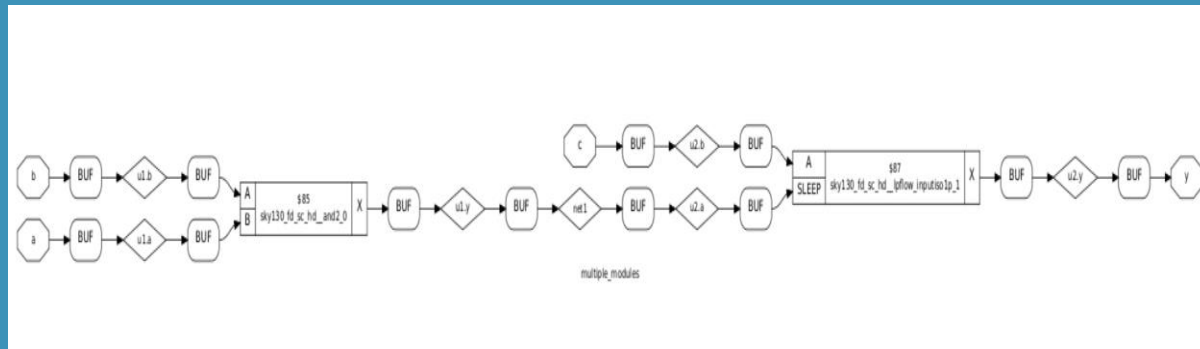 c BUF u2.b BUF
b BUF u1.b BUF
A $85 X
B sky130_fd_sc_hd__and2_0
BUF u1.y BUF net1 BUF u2.a BUF
A $87 X
SLEEP sky130_fd_sc_hd__lpflow_inputiso1p_1
BUF u2.y BUF y
a BUF u1.a BUF
multiple_modules